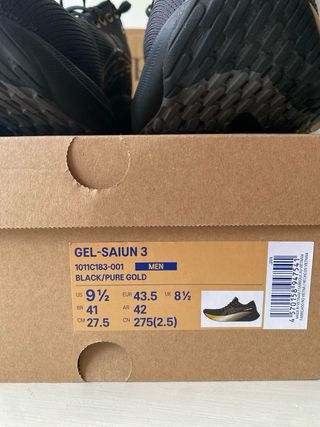 GEL-SAIUN 3
1011C183-001 MEN
BLACK/PURE GOLD
US 9½ EUR 43.5 UK 8½
BR 41 AR 42
CM 27.5 CN 275(2.5)
4570158194754